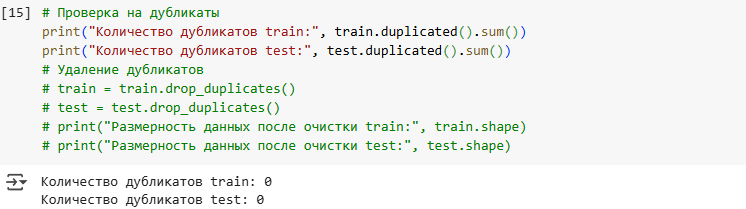 [15] # Проверка на дубликаты
print("Количество дубликатов train:", train.duplicated().sum())
print("Количество дубликатов test:", test.duplicated().sum())
# Удаление дубликатов
# train = train.drop_duplicates()
# test = test.drop_duplicates()
# print("Размерность данных после очистки train:", train.shape)
# print("Размерность данных после очистки test:", test.shape)
Количество дубликатов train: 0
Количество дубликатов test: 0